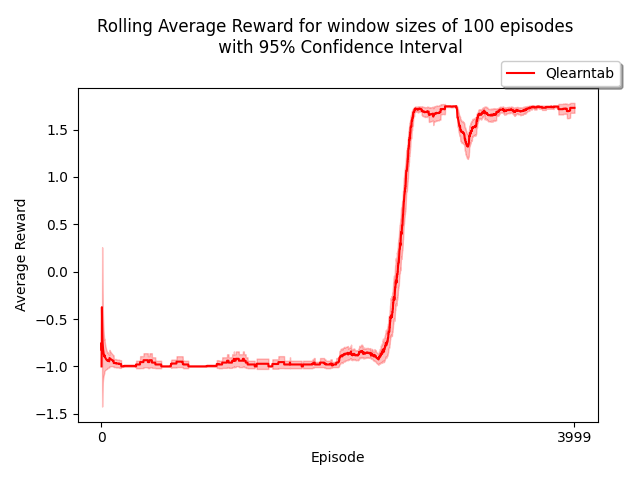 Rolling Average Reward for window sizes of 100 episodes
with 95% Confidence Interval
Qlearntab
Average Reward
1.5
1.0
0.5
0.0
−0.5
−1.0
−1.5
0
3999
Episode